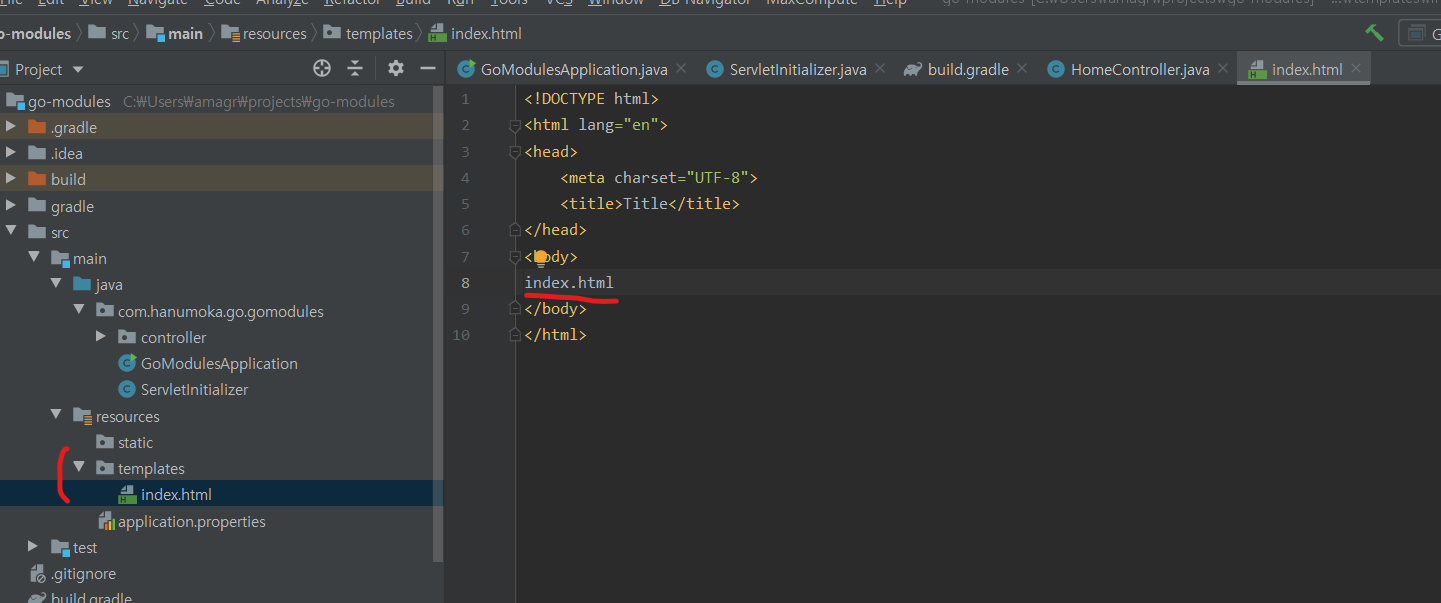 File Edit View Navigate Code Analyze Refactor Build Run Tools VCS Window DB Navigator MaxCompute Help
o-modules src main resources templates index.html
Project
GoModulesApplication.java ServletInitializer.java build.gradle HomeController.java index.html
go-modules C:₩Users₩amagr₩projects₩go-modules
.gradle
.idea
build
gradle
src
main
java
com.hanumoka.go.gomodules
controller
GoModulesApplication
ServletInitializer
resources
static
templates
index.html
application.properties
test
.gitignore
build.gradle
1 <!DOCTYPE html>
2 <html lang="en">
3 <head>
4 <meta charset="UTF-8">
5 <title>Title</title>
6 </head>
7 <body>
8 index.html
9 </body>
10 </html>